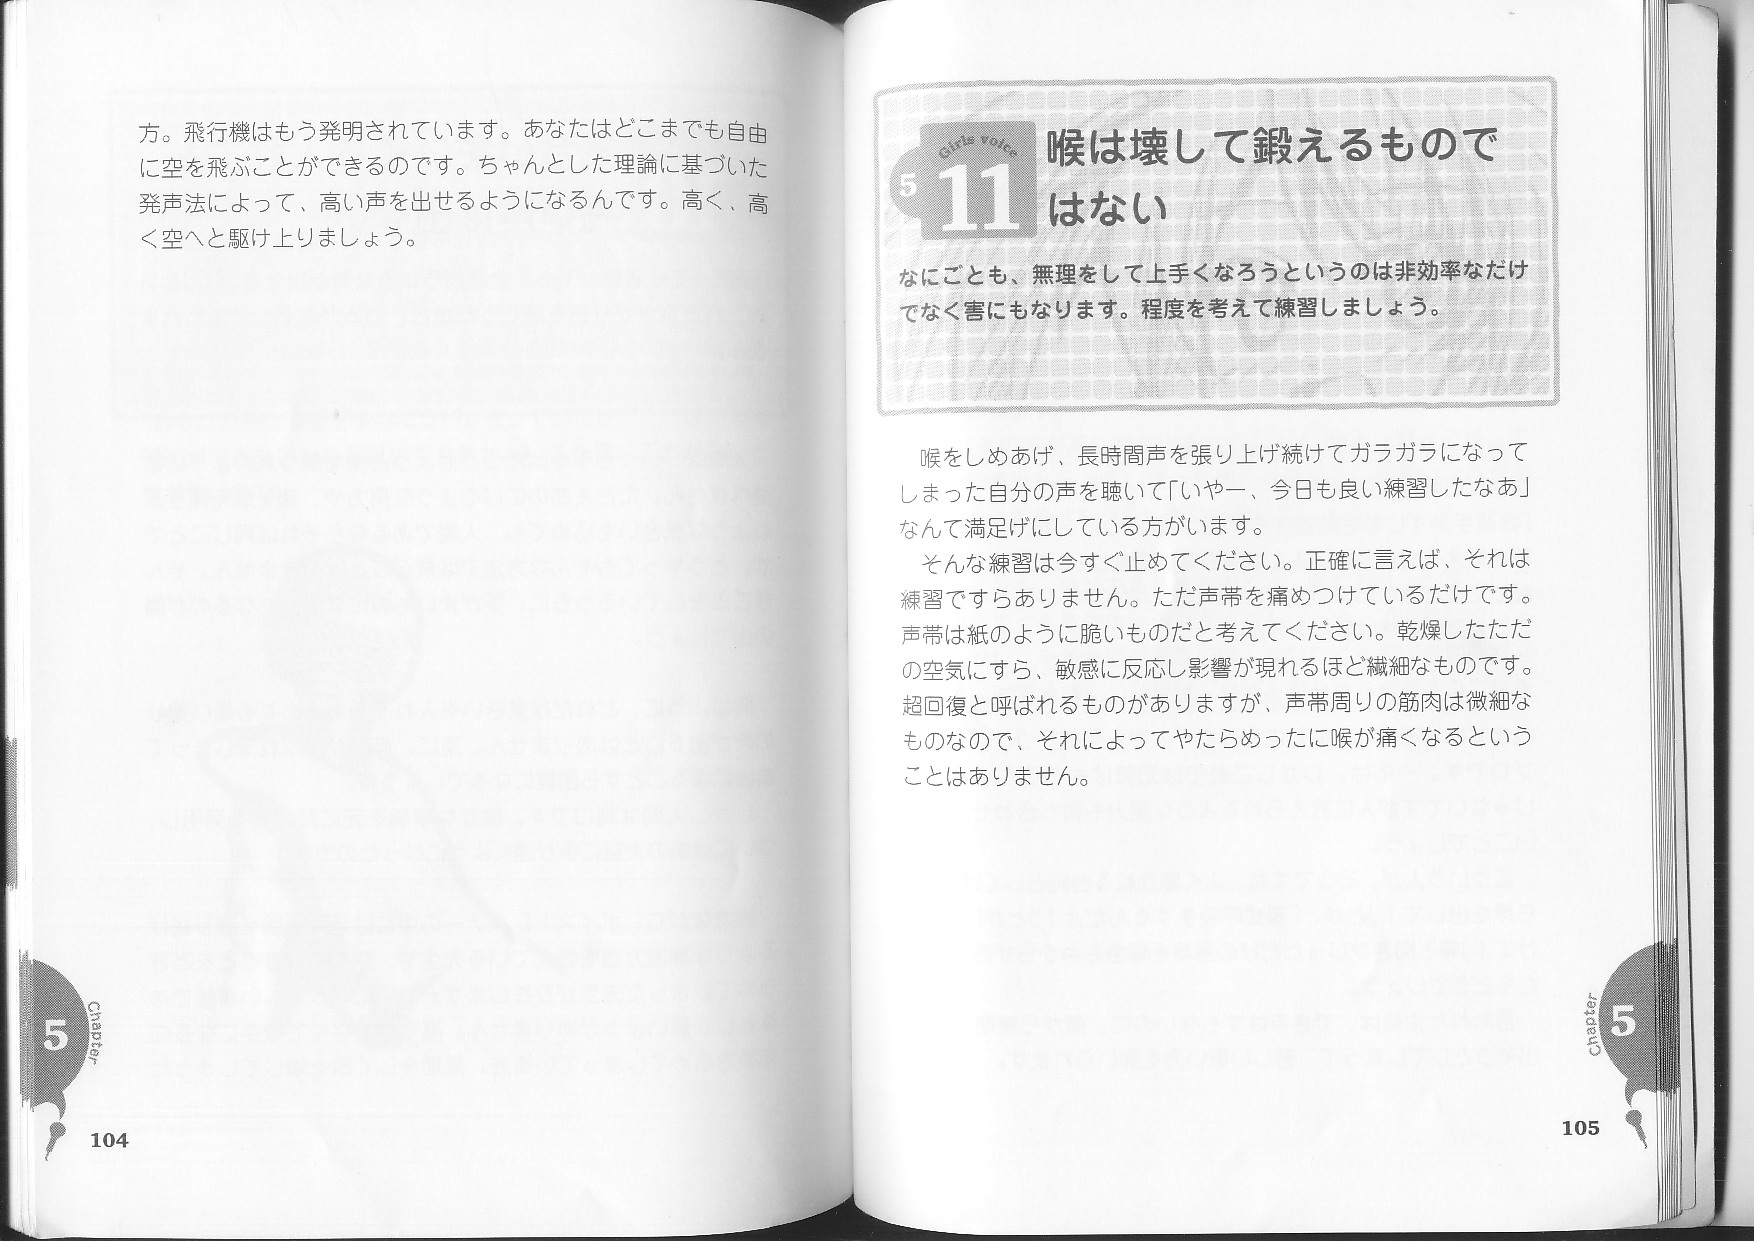 方。飛行機はもう発明されています。あなたはどこまでも自由
に空を飛ぶことができるのです。ちゃんとした理論に基づいた
発声法によって、高い声を出せるようになるんです。高く、高
く空へと駆け上りましょう。
5
Chapter
104
Girls voice
5
11
喉は壊して鍛えるもので
はない
なにごとも、無理をして上手くなろうというのは非効率なだけ
でなく害にもなります。程度を考えて練習しましょう。
喉をしめあげ、長時間声を張り上げ続けてガラガラになって
しまった自分の声を聴いて「いやー、今日も良い練習したなあ」
なんて満足げにしている方がいます。
そんな練習は今すぐ止めてください。正確に言えば、それは
練習ですらありません。ただ声帯を痛めつけているだけです。
声帯は紙のように脆いものだと考えてください。乾燥したただ
の空気にすら、敏感に反応し影響が現れるほど繊細なものです。
超回復と呼ばれるものがありますが、声帯周りの筋肉は微細な
ものなので、それによってやたらめったに喉が痛くなるという
ことはありません。
Chapter
5
105